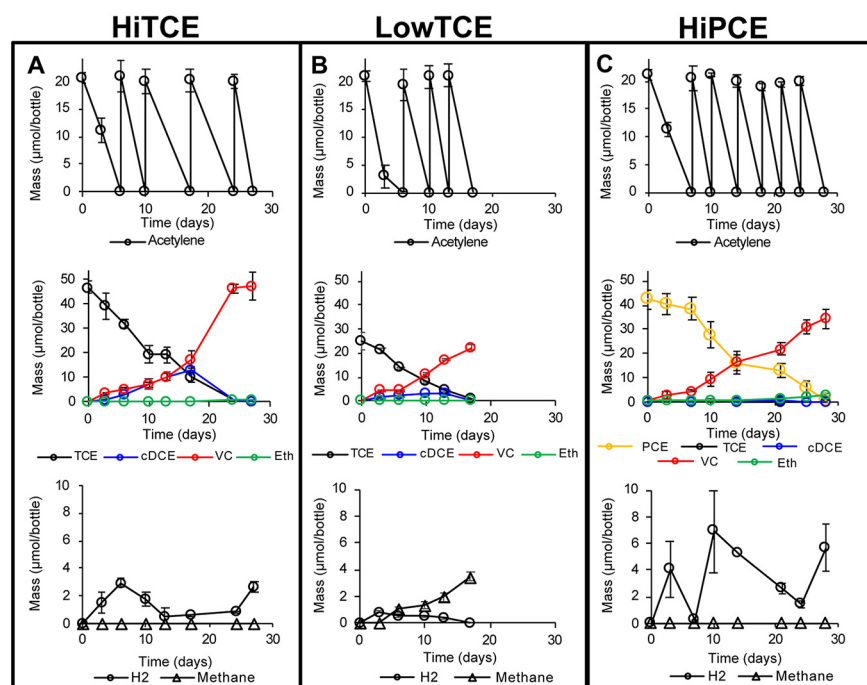 HiTCE
LowTCE
HiPCE
A
Mass (µmol/bottle)
20
15
10
5
0
0 10 20 30
Time (days)
Acetylene
B
Mass (µmol/bottle)
20
15
10
5
0
0 10 20 30
Time (days)
Acetylene
C
Mass (µmol/bottle)
20
15
10
5
0
0 10 20 30
Time (days)
Acetylene
Mass (µmol/bottle)
50
40
30
20
10
0
0 10 20 30
Time (days)
TCE cDCE VC Eth
Mass (µmol/bottle)
50
40
30
20
10
0
0 10 20 30
Time (days)
TCE cDCE VC Eth
Mass (µmol/bottle)
50
40
30
20
10
0
0 10 20 30
Time (days)
PCE TCE cDCE
VC Eth
Mass (µmol/bottle)
10
8
6
4
2
0
0 10 20 30
Time (days)
H2 Methane
Mass (µmol/bottle)
10
8
6
4
2
0
0 10 20 30
Time (days)
H2 Methane
Mass (µmol/bottle)
10
8
6
4
2
0
0 10 20 30
Time (days)
H2 Methane